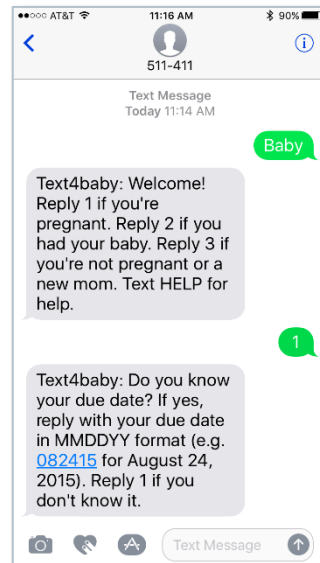 AT&T 11:16 AM 90%
511-411
Text Message
Today 11:14 AM
Baby
Text4baby: Welcome!
Reply 1 if you're
pregnant. Reply 2 if you
had your baby. Reply 3 if
you're not pregnant or a
new mom. Text HELP for
help.
1
Text4baby: Do you know
your due date? If yes,
reply with your due date
in MMDDYY format (e.g.
082415 for August 24,
2015). Reply 1 if you
don't know it.
Text Message